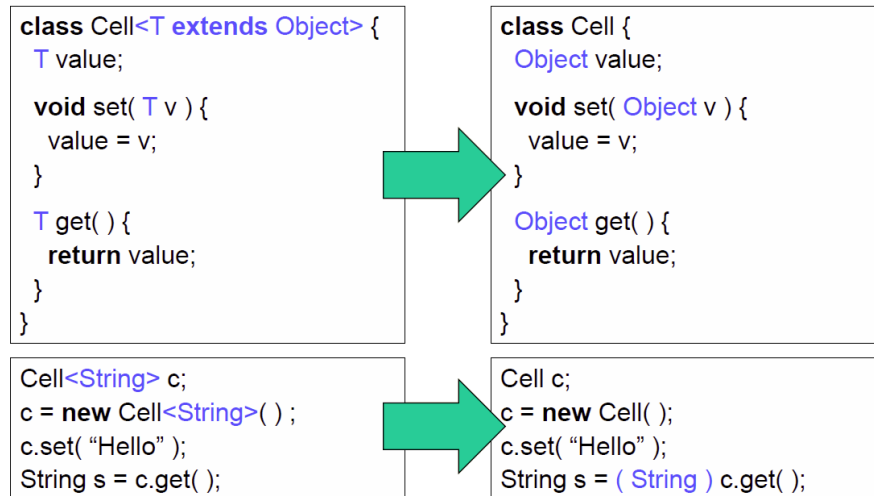 class Cell<T extends Object> {
T value;
void set( T v ) {
value = v;
}
T get( ) {
return value;
}
}
class Cell {
Object value;
void set( Object v ) {
value = v;
}
Object get( ) {
return value;
}
}
Cell<String> c;
c = new Cell<String>( ) ;
c.set( “Hello” );
String s = c.get( );
Cell c;
c = new Cell( );
c.set( “Hello” );
String s = ( String ) c.get( );